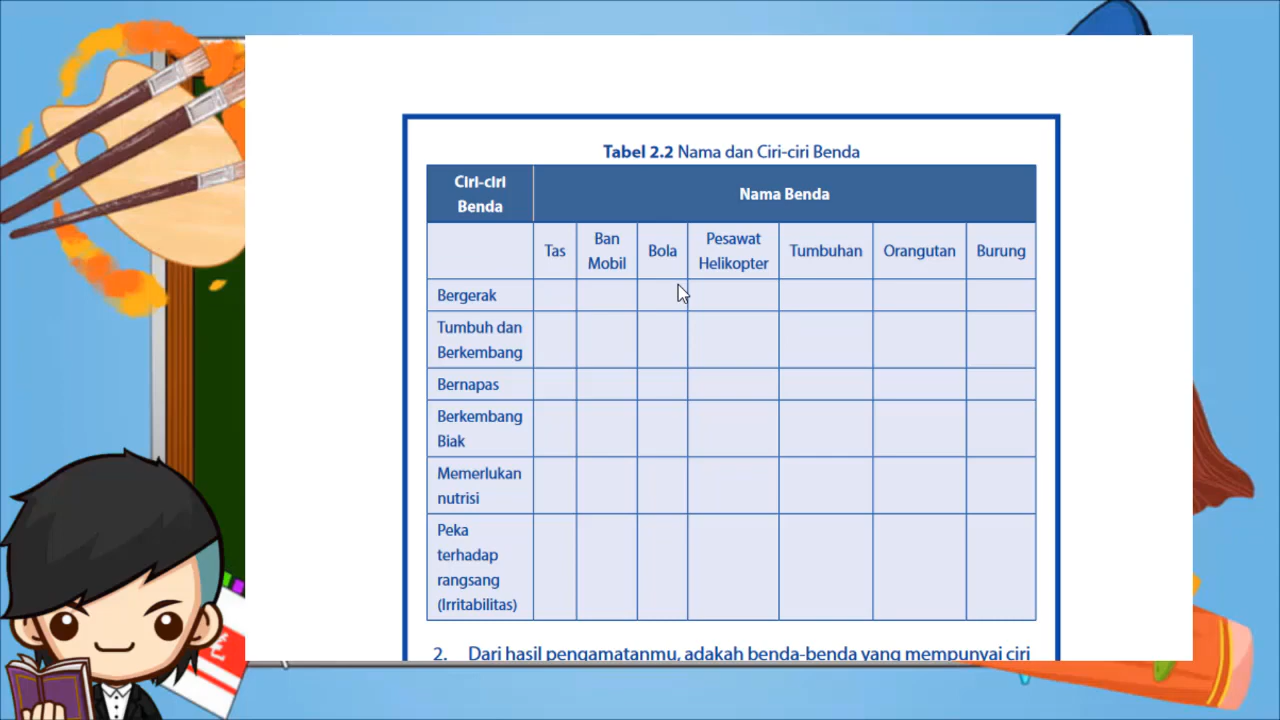 Tabel 2.2 Nama dan Ciri-ciri Benda
Ciri-ciri
Benda
Nama Benda
Tas
Ban
Mobil
Bola
Pesawat
Helikopter
Tumbuhan
Orangutan
Burung
Bergerak
Tumbuh dan
Berkembang
Bernapas
Berkembang
Biak
Memerlukan
nutrisi
Peka
terhadap
rangsang
(Irritabilitas)
2. Dari hasil pengamatanmu, adakah benda-benda yang mempunyai ciri